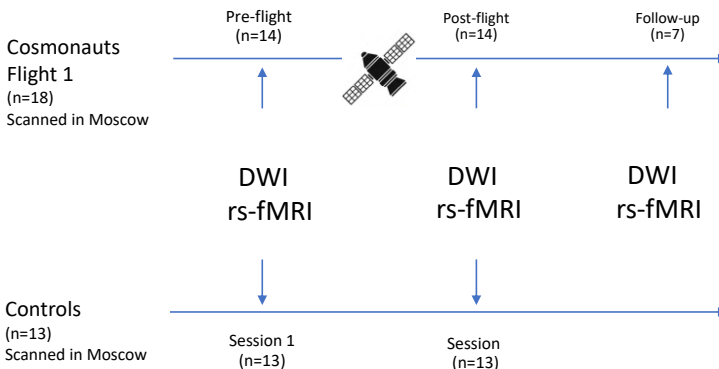 Cosmonauts
Flight 1
(n=18)
Scanned in Moscow
Pre-flight
(n=14)
Post-flight
(n=14)
Follow-up
(n=7)
DWI
rs-fMRI
DWI
rs-fMRI
DWI
rs-fMRI
Controls
(n=13)
Scanned in Moscow
Session 1
(n=13)
Session
(n=13)